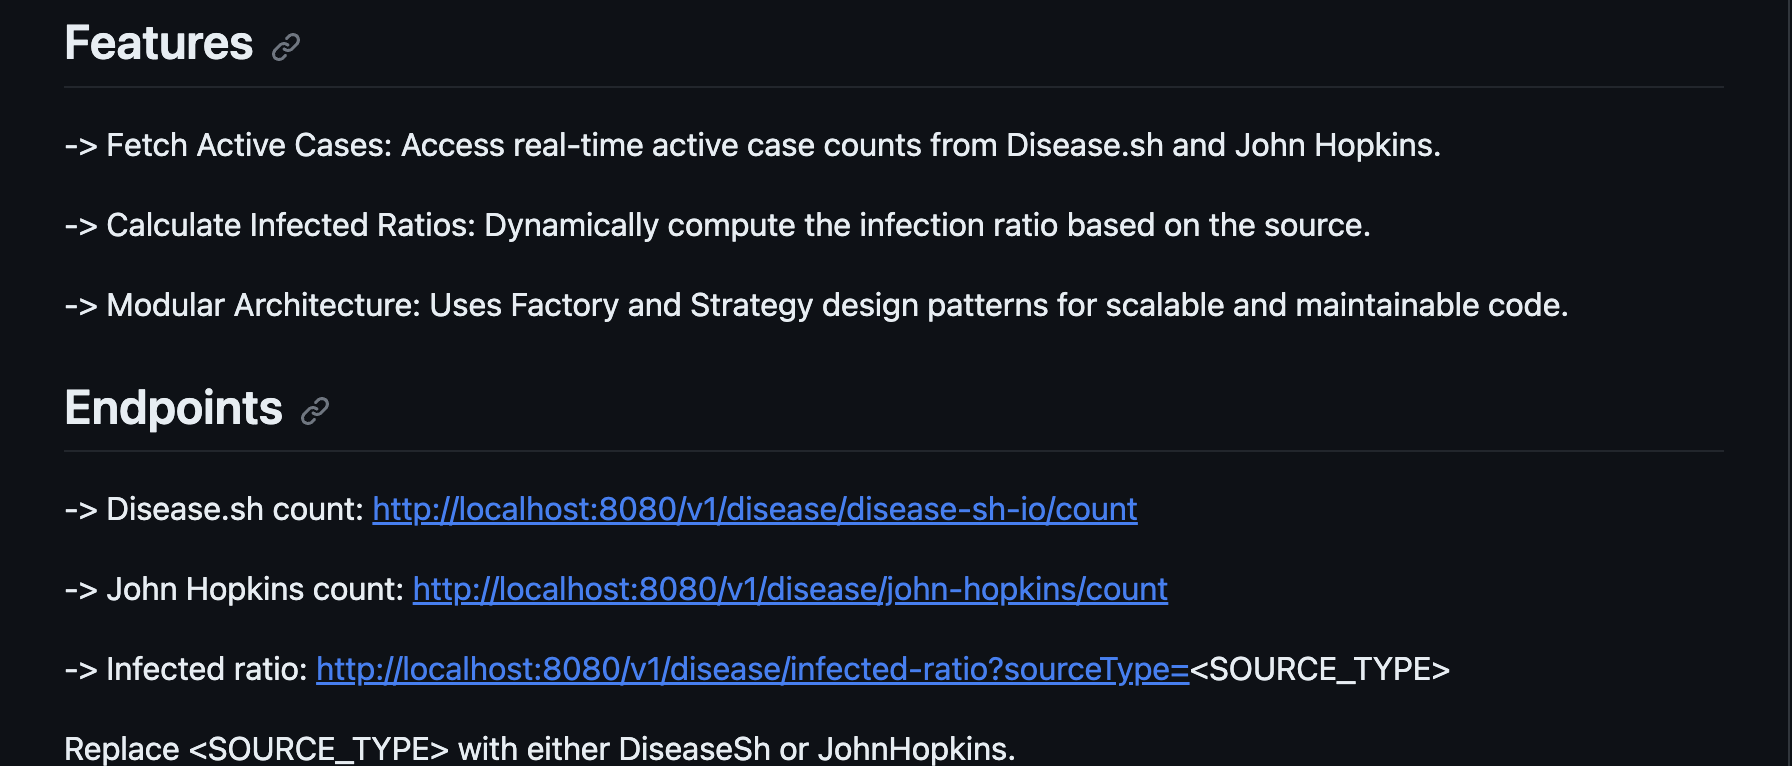 Features
-> Fetch Active Cases: Access real-time active case counts from Disease.sh and John Hopkins.
-> Calculate Infected Ratios: Dynamically compute the infection ratio based on the source.
-> Modular Architecture: Uses Factory and Strategy design patterns for scalable and maintainable code.
Endpoints
-> Disease.sh count: http://localhost:8080/v1/disease/disease-sh-io/count
-> John Hopkins count: http://localhost:8080/v1/disease/john-hopkins/count
-> Infected ratio: http://localhost:8080/v1/disease/infected-ratio?sourceType=<SOURCE_TYPE>
Replace <SOURCE_TYPE> with either DiseaseSh or JohnHopkins.